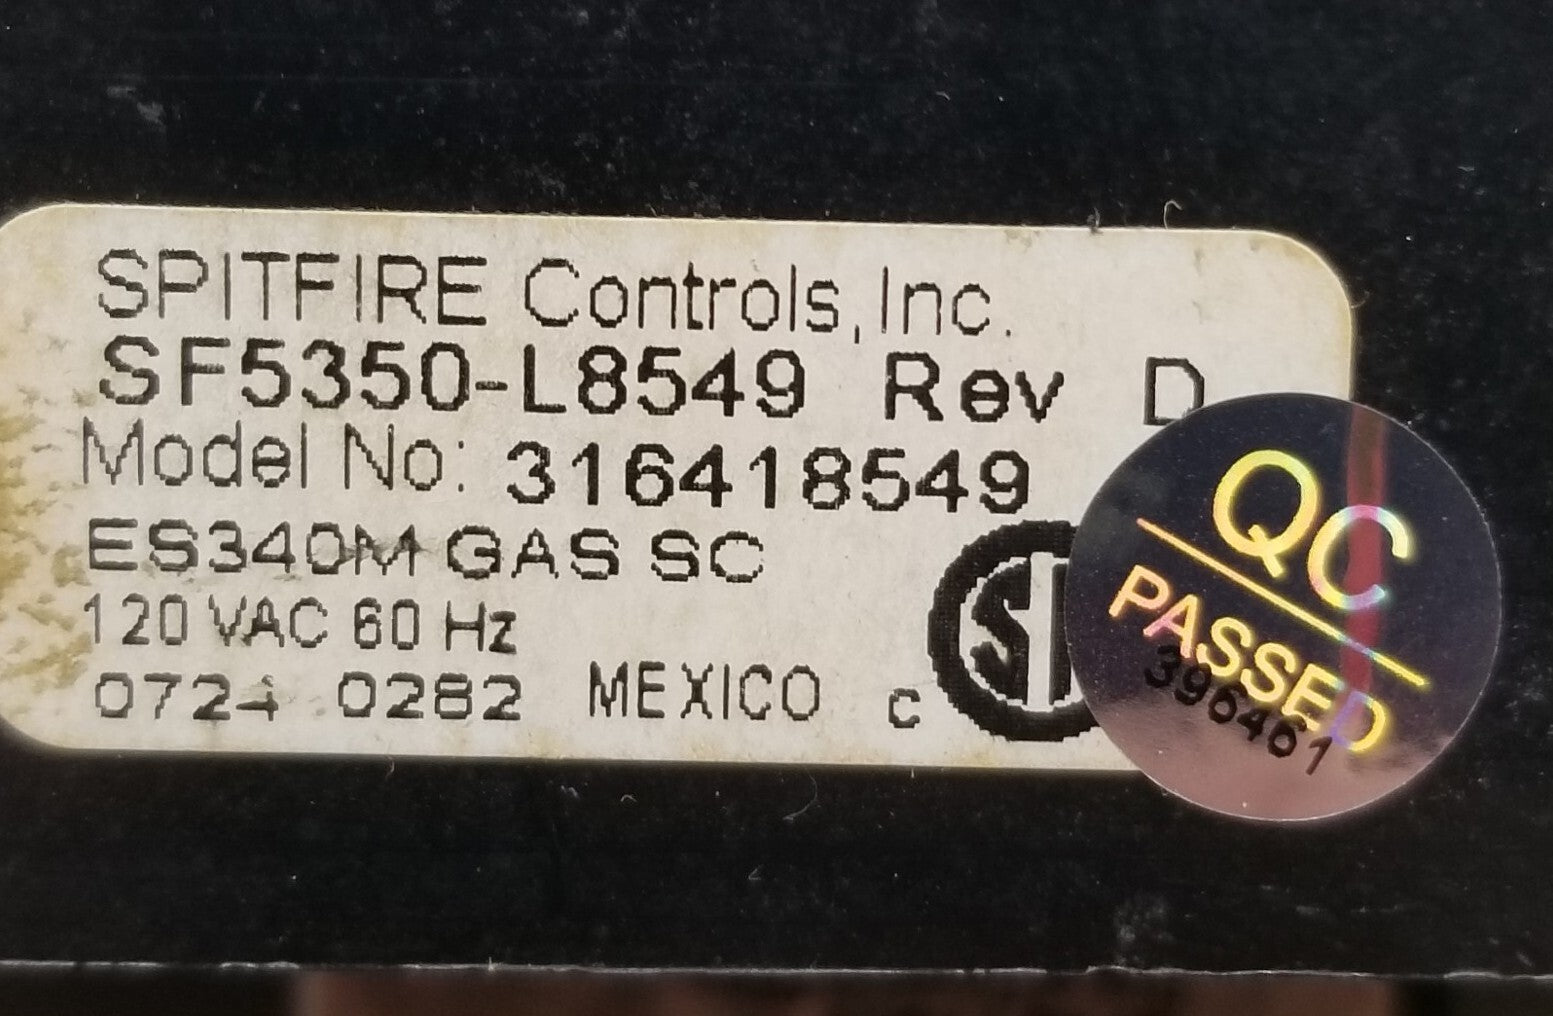 SPITFIRE Controls, Inc.
SF5350-L8549 Rev D
Model No: 316418549
ES340M GAS SC
120 VAC 60 Hz
0724 0282 MEXICO c
QC
PASSED
396461